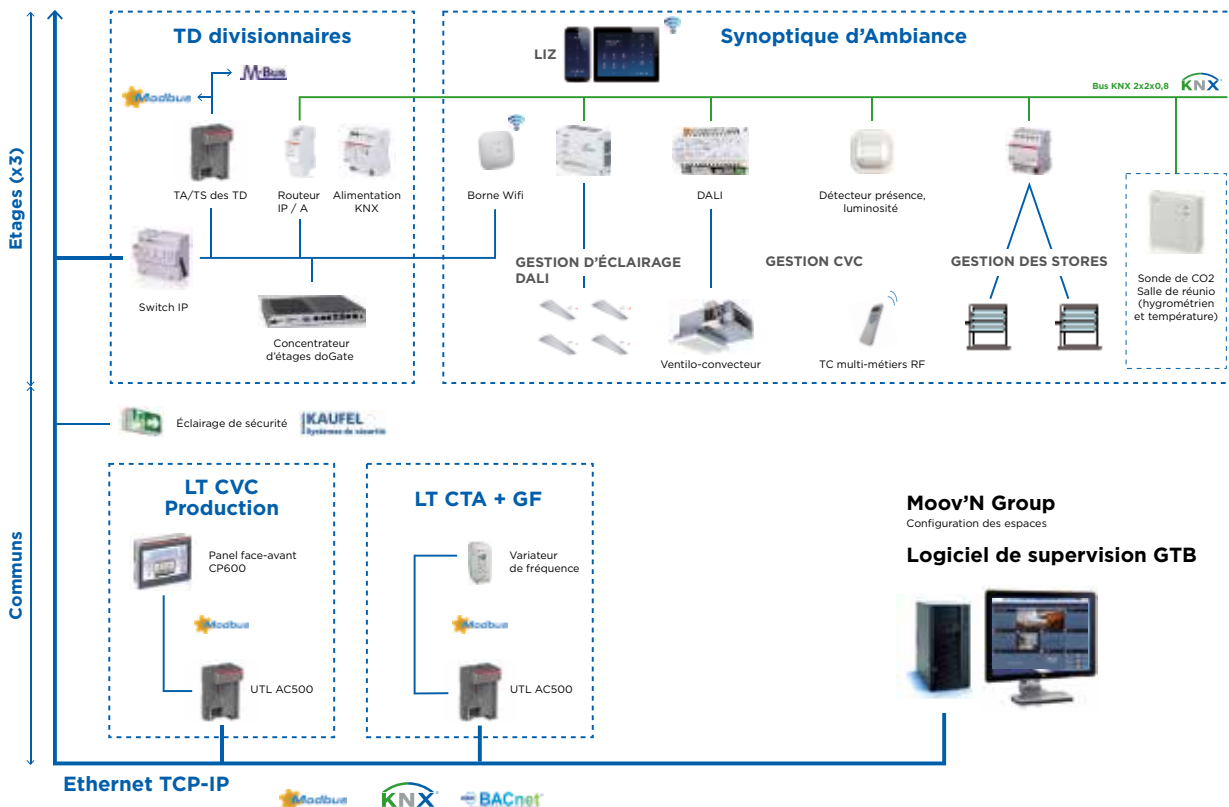 Etages (x3)
Communs
TD divisionnaires
M-Bus
Modbus
TA/TS des TD
Routeur
IP / A
Alimentation
KNX
Switch IP
Concentrateur
d'étages doGate
Synoptique d'Ambiance
LIZ
Bus KNX 2x2x0,8
KNX
Borne Wifi
DALI
Détecteur présence,
luminosité
GESTION D'ÉCLAIRAGE
DALI
GESTION CVC
GESTION DES STORES
Ventilo-convecteur
TC multi-métiers RF
Sonde de CO2
Salle de réunio
(hygrométrien
et température)
Éclairage de sécurité
KAUFEL
Systèmes de sécurité
LT CVC
Production
Panel face-avant
CP600
Modbus
UTL AC500
LT CTA + GF
Variateur
de fréquence
Modbus
UTL AC500
Moov'N Group
Configuration des espaces
Logiciel de supervision GTB
Ethernet TCP-IP
Modbus
KNX
BACnet